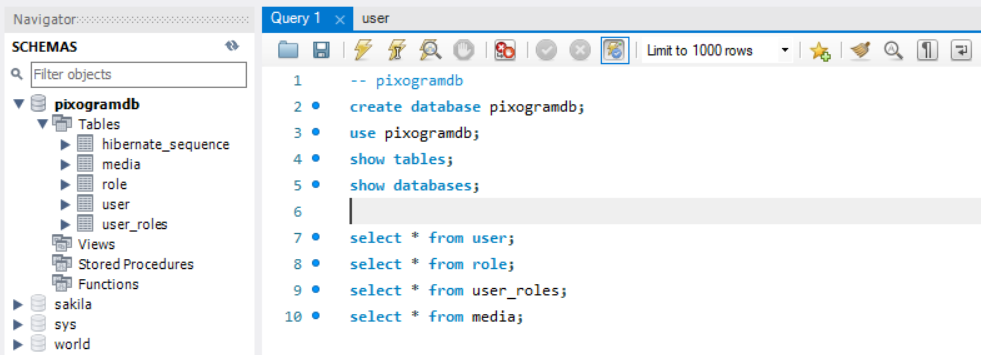 Navigator
SCHEMAS
Filter objects
pixogramdb
Tables
hibernate_sequence
media
role
user
user_roles
Views
Stored Procedures
Functions
sakila
sys
world
Query 1 × user
Limit to 1000 rows
1 -- pixogramdb
2 create database pixogramdb;
3 use pixogramdb;
4 show tables;
5 show databases;
6
7 select * from user;
8 select * from role;
9 select * from user_roles;
10 select * from media;